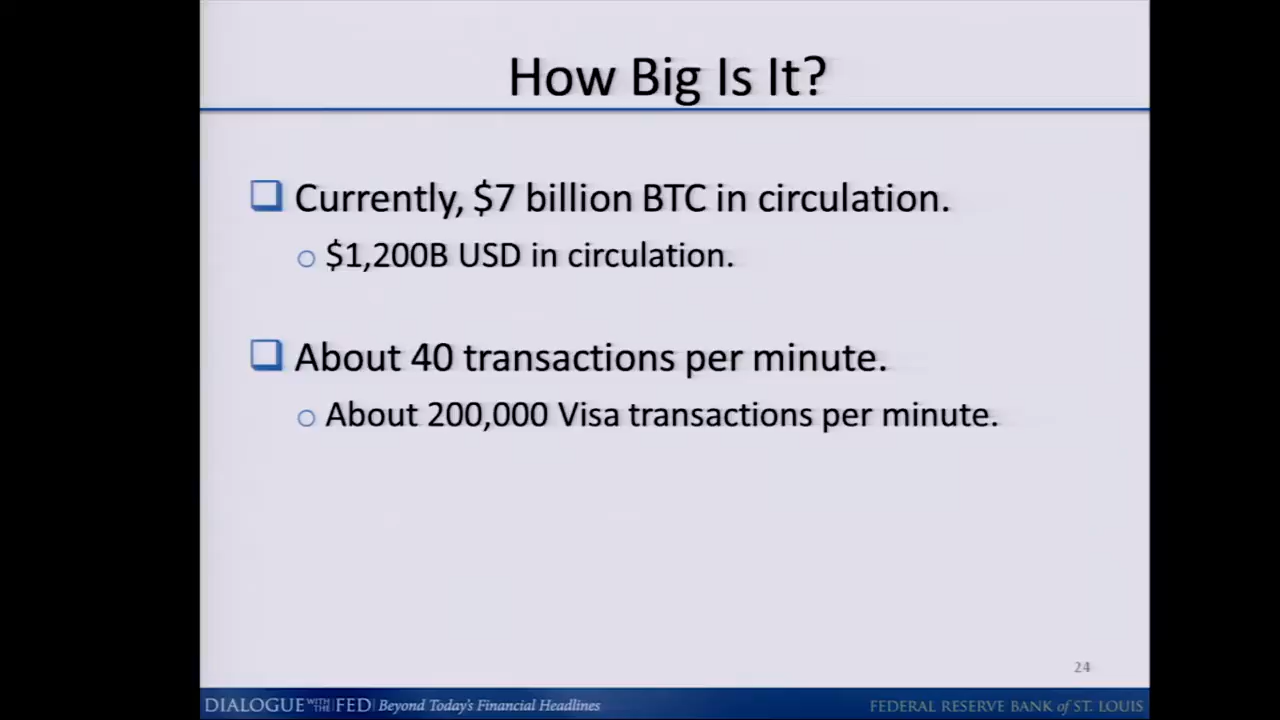 How Big Is It?
Currently, $7 billion BTC in circulation.
$1,200B USD in circulation.
About 40 transactions per minute.
About 200,000 Visa transactions per minute.
24
DIALOGUE WITH THE FED Beyond Today's Financial Headlines
FEDERAL RESERVE BANK of ST. LOUIS